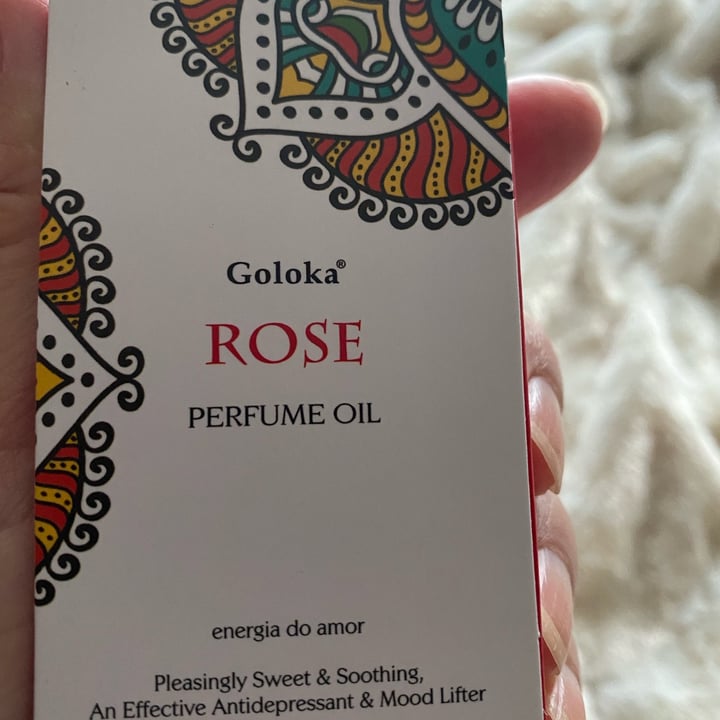 Goloka®
ROSE
PERFUME OIL
energia do amor
Pleasingly Sweet & Soothing,
An Effective Antidepressant & Mood Lifter